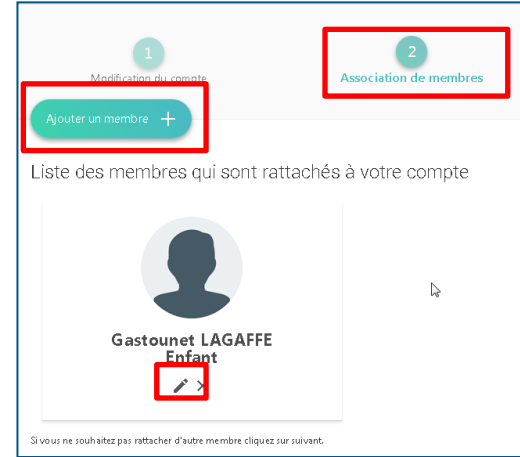 1
2
Modification du compte
Association de membres
Ajouter un membre +
Liste des membres qui sont rattachés à votre compte
Gastounet LAGAFFE
Enfant
Si vous ne souhaitez pas rattacher d'autre membre cliquez sur suivant.